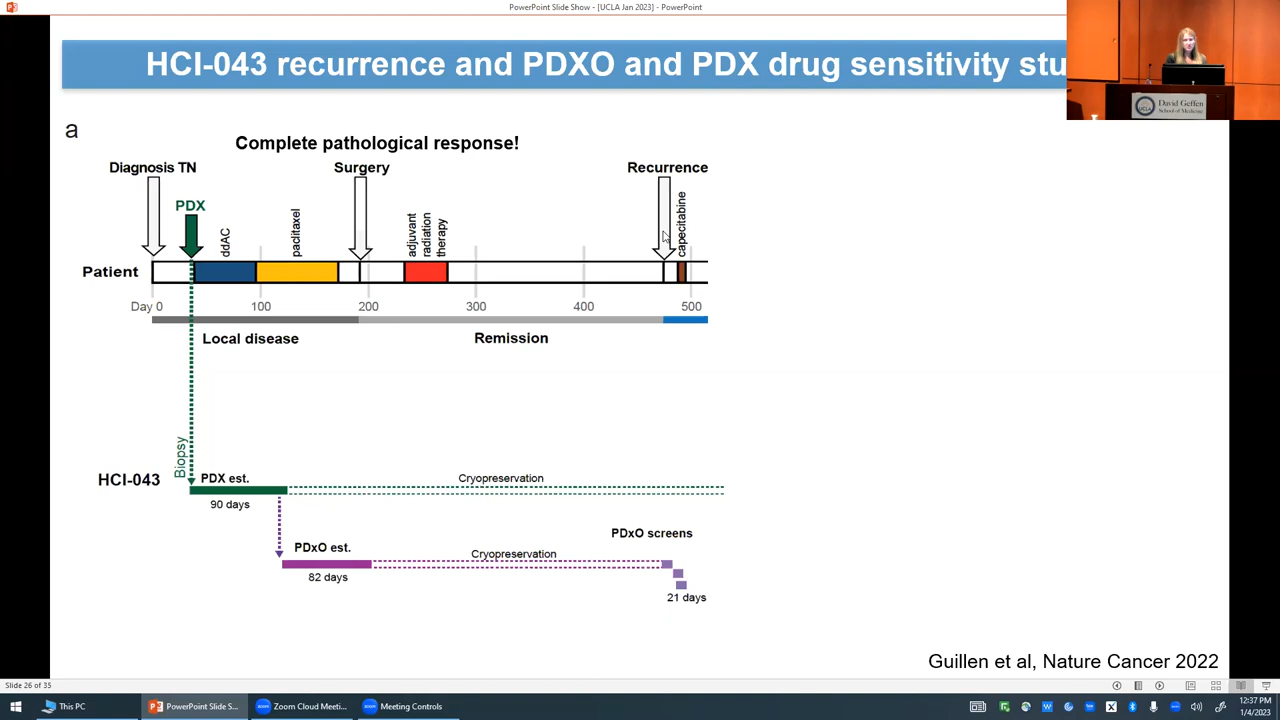 PowerPoint Slide Show - [UCLA Jan 2023] - PowerPoint
HCI-043 recurrence and PDXO and PDX drug sensitivity stu
UCLA
David Geffen
School of Medicine
a
Complete pathological response!
Diagnosis TN
Surgery
Recurrence
PDX
ddAC
paclitaxel
adjuvant
radiation
therapy
capecitabine
Patient
Day 0
100
200
300
400
500
Local disease
Remission
Biopsy
HCI-043
PDX est.
Cryopreservation
90 days
PDxO screens
PDxO est.
Cryopreservation
82 days
21 days
Guillen et al, Nature Cancer 2022
Slide 26 of 35
This PC
PowerPoint Slide S...
Zoom Cloud Meeti...
Meeting Controls
12:37 PM
1/4/2023